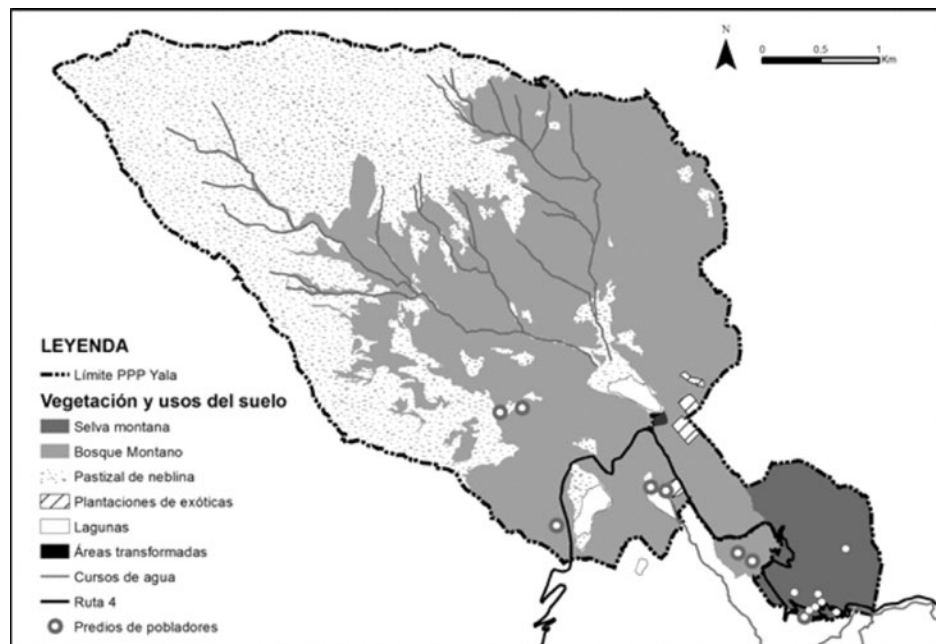 N
0 0,5 1
Km
LEYENDA
Límite PPP Yala
Vegetación y usos del suelo
Selva montana
Bosque Montano
Pastizal de neblina
Plantaciones de exóticas
Lagunas
Áreas transformadas
Cursos de agua
Ruta 4
Predios de pobladores